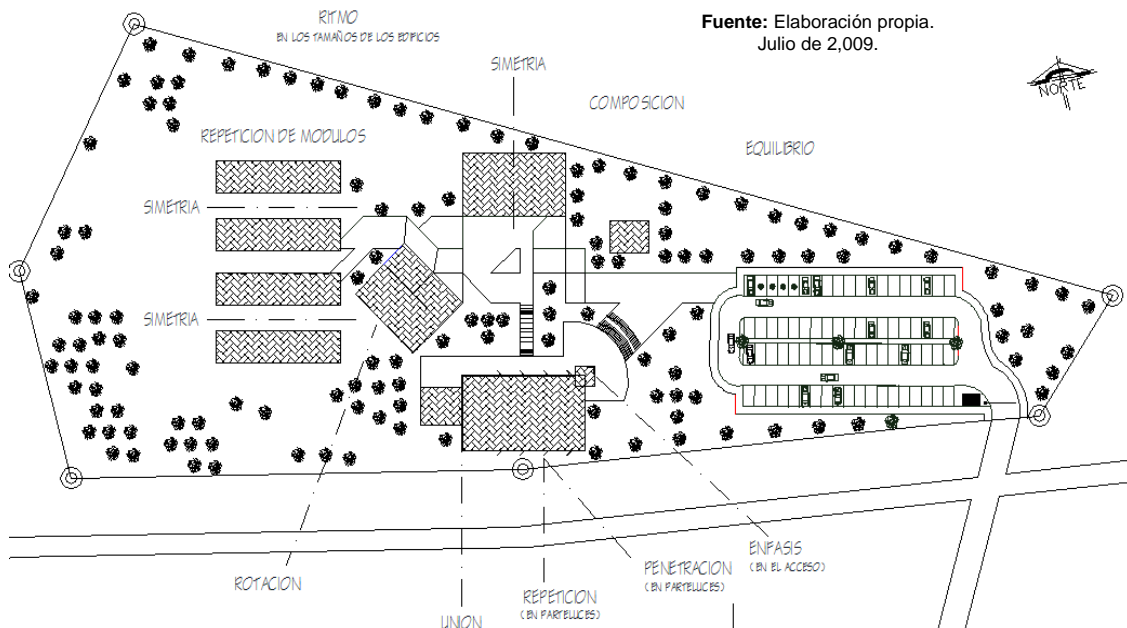 RITMO
EN LOS TAMAÑOS DE LOS EDIFICIOS
Fuente: Elaboración propia.
Julio de 2,009.
SIMETRIA
NORTE
COMPOSICION
REPETICION DE MODULOS
EQUILIBRIO
SIMETRIA
SIMETRIA
ENFASIS
(EN EL ACCESO)
PENETRACION
(EN PARTELUCES)
ROTACION
REPETICION
(EN PARTELUCES)
UNION